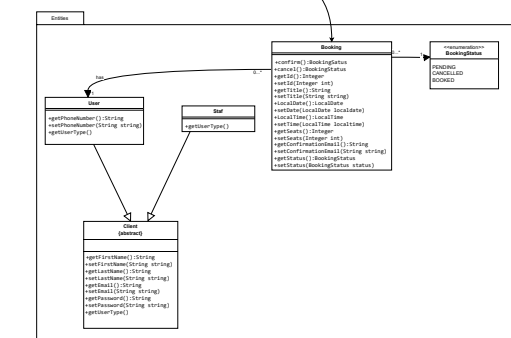 Entities
Booking
+confirm():BookingSatus
+cancel():BookingStatus
+getId():Integer
+setId(Integer int)
+getTitle():String
+setTitle(String strng)
+LocalDate():LocalDate
+setDate(LocalDate localdate)
+LocalTime():LocalTime
+setTime(LocalTime localtime)
+getSeats():Integer
+setSeats(Integer int)
+getConfirmationEmail():String
+setConfirmationEmail(String string)
+getStatus():BookingStatus
+setStatus(BookingStatus status)
0..*
1
<<enumeration>>
BookingStatus
PENDING
CANCELLED
BOOKED
has
0..*
1
User
+getPhoneNumber():String
+setPhoneNumber(String string)
+getUserType()
Staf
+getUserType()
Client
{abstract}
+getFirstName():String
+setFirstName(String string)
+getLastName():String
+setLastName(String string)
+getEmail():String
+setEmail(String string)
+getPassword():String
+setPassword(String string)
+getUserType()